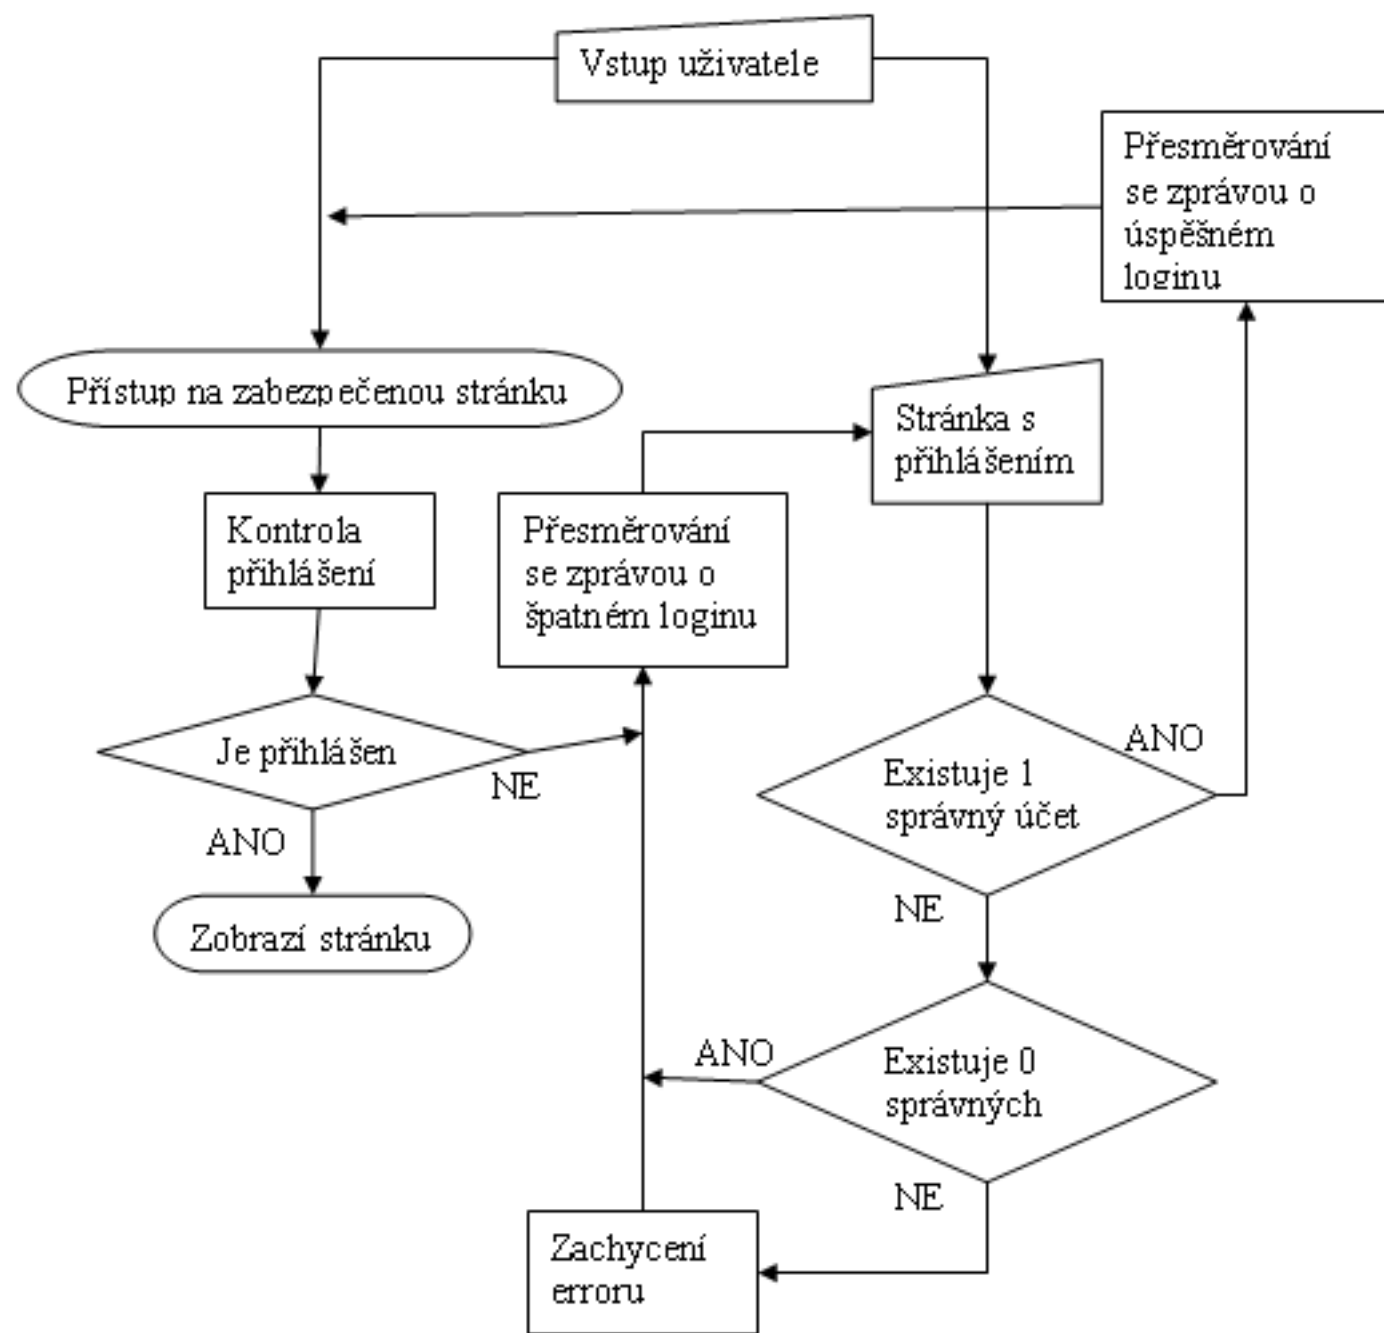 Vstup uživatele
Přesměrování
se zprávou o
úspěšném
loginu
Přístup na zabezpečenou stránku
Stránka s
přihlášením
Kontrola
přihlášení
Přesměrování
se zprávou o
špatném loginu
Je přihlášen
NE
ANO
Zobrazí stránku
Existuje 1
správný účet
ANO
NE
Existuje 0
správných
ANO
NE
Zachycení
erroru